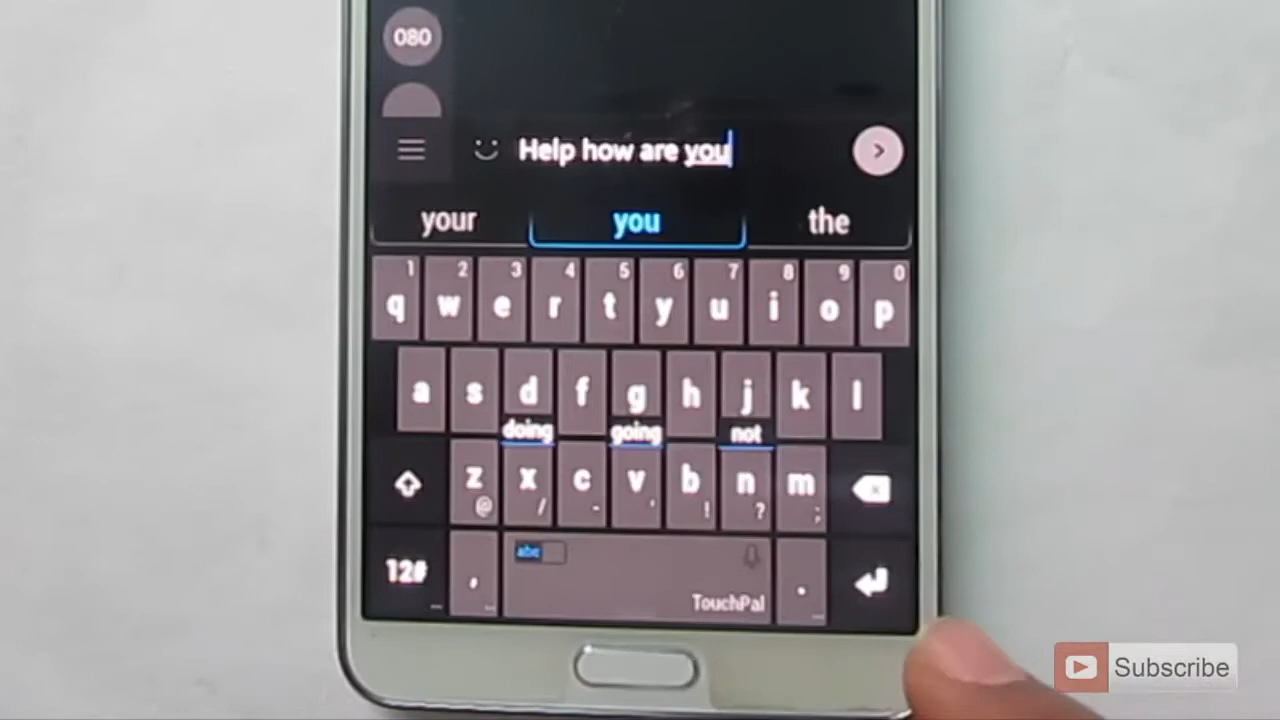 080
Help how are you
your you the
1 2 3 4 5 6 7 8 9 0
q w e r t y u i o p
a s d f g h j k l
doing going not
z x c v b n m
@ / - ' ! ? ;
abc
12# , TouchPal .
Subscribe